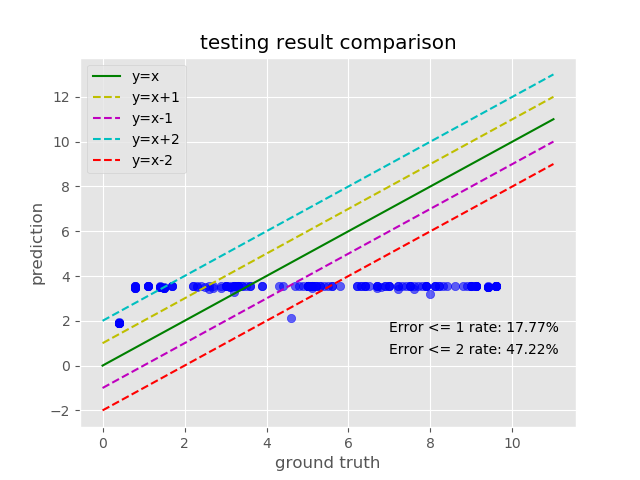 testing result comparison
y=x
y=x+1
y=x-1
y=x+2
y=x-2
12
10
8
6
4
2
0
−2
prediction
Error <= 1 rate: 17.77%
Error <= 2 rate: 47.22%
0 2 4 6 8 10
ground truth